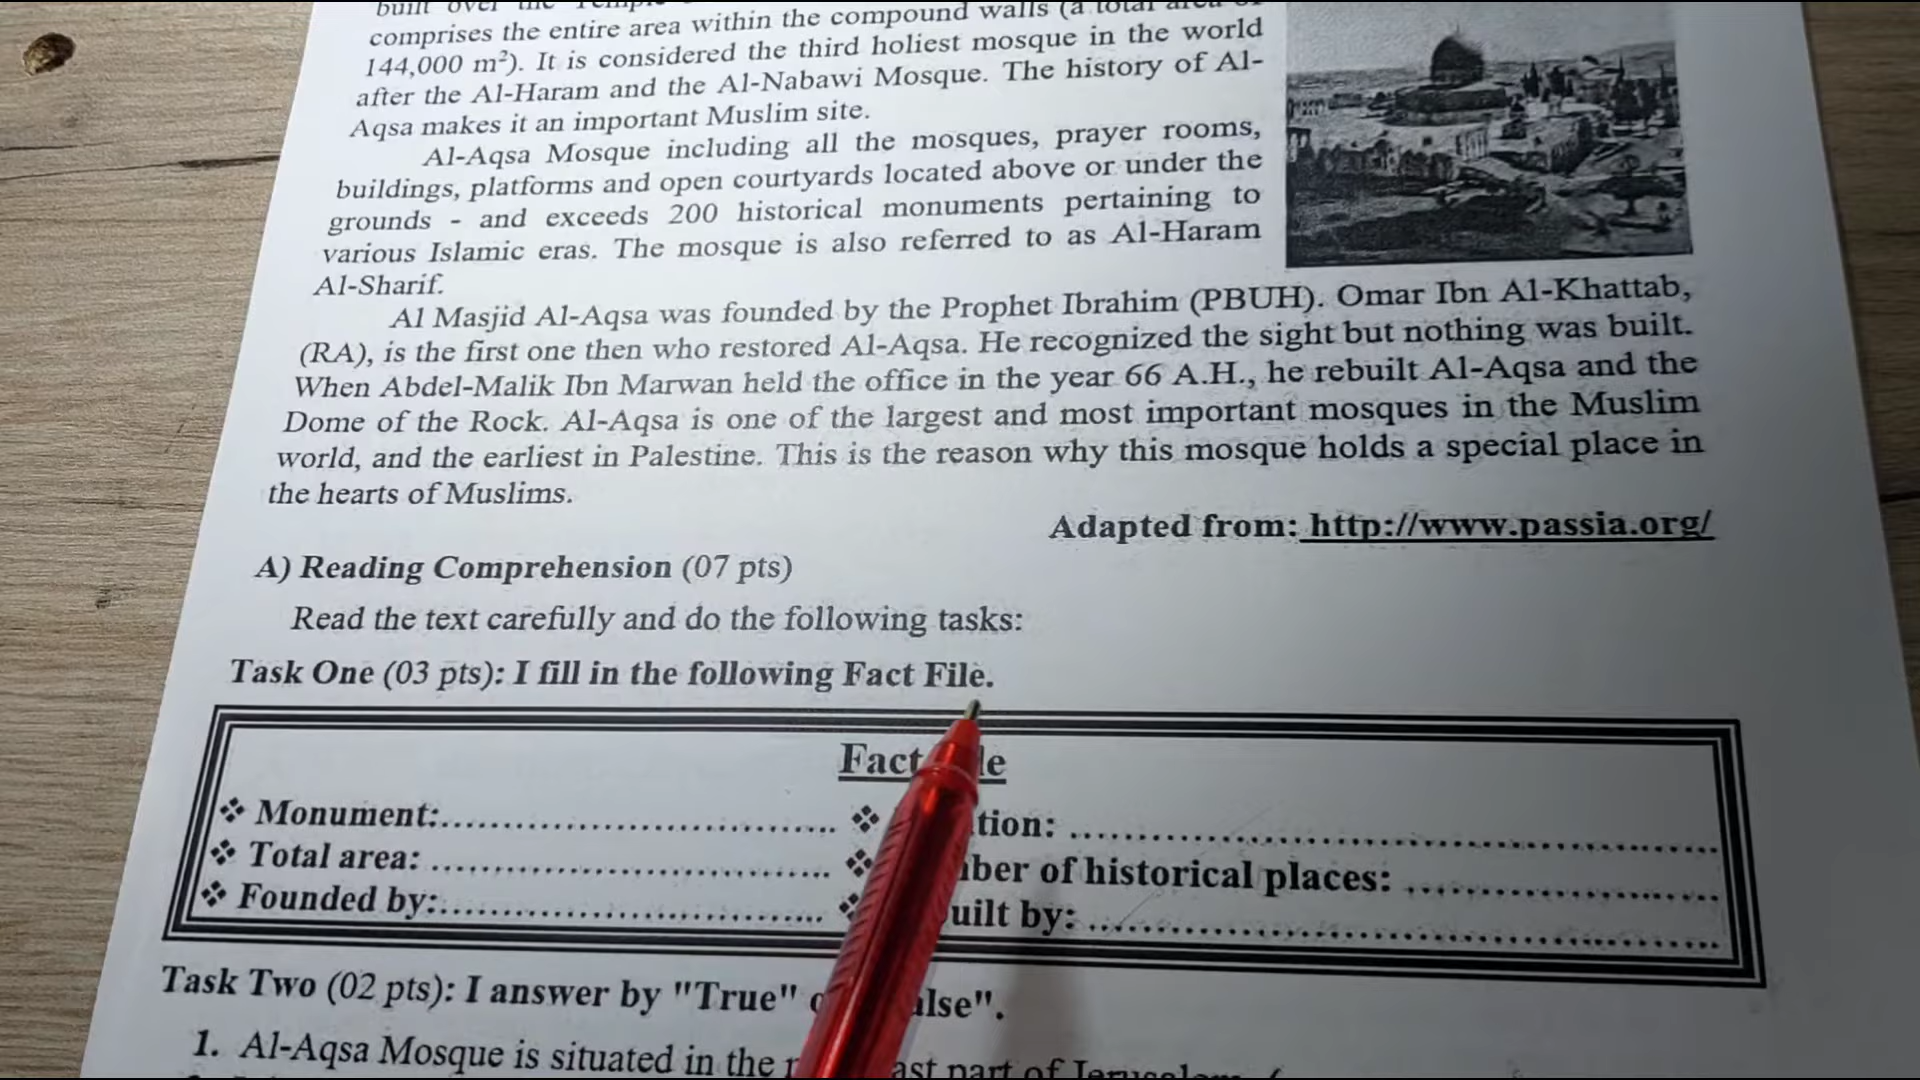 built over the
comprises the entire area within the compound walls (a total area of
144,000 m²). It is considered the third holiest mosque in the world
after the Al-Haram and the Al-Nabawi Mosque. The history of Al-
Aqsa makes it an important Muslim site.
Al-Aqsa Mosque including all the mosques, prayer rooms,
buildings, platforms and open courtyards located above or under the
grounds - and exceeds 200 historical monuments pertaining to
various Islamic eras. The mosque is also referred to as Al-Haram
Al-Sharif.
Al Masjid Al-Aqsa was founded by the Prophet Ibrahim (PBUH). Omar Ibn Al-Khattab,
(RA), is the first one then who restored Al-Aqsa. He recognized the sight but nothing was built.
When Abdel-Malik Ibn Marwan held the office in the year 66 A.H., he rebuilt Al-Aqsa and the
Dome of the Rock. Al-Aqsa is one of the largest and most important mosques in the Muslim
world, and the earliest in Palestine. This is the reason why this mosque holds a special place in
the hearts of Muslims.
Adapted from: http://www.passia.org/
A) Reading Comprehension (07 pts)
Read the text carefully and do the following tasks:
Task One (03 pts): I fill in the following Fact File.
Fact le
❖ Monument:.................................... ❖ tion: ..........................................................
❖ Total area: .................................... ❖ ber of historical places: ............................
❖ Founded by:.................................... ❖ uilt by: ........................................................
Task Two (02 pts): I answer by "True" o alse".
1. Al-Aqsa Mosque is situated in the ast part of Jerusalem. (